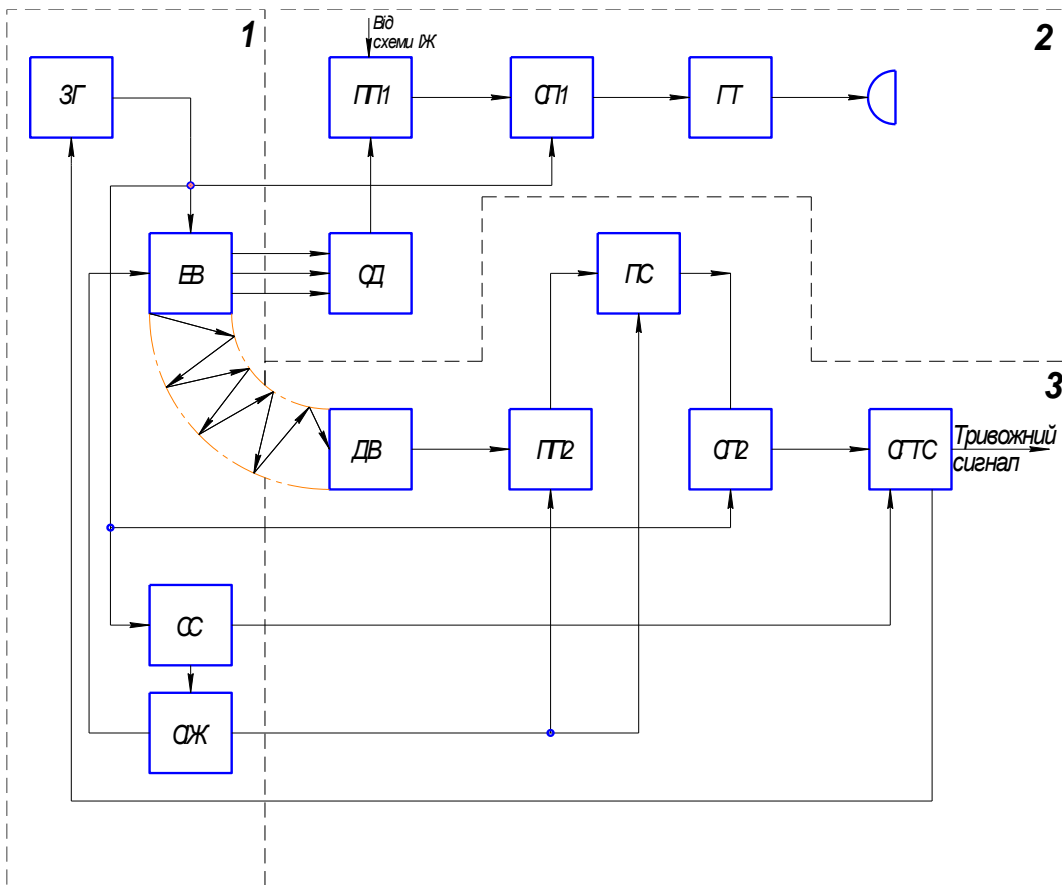 1
Від
схеми ІЖ
2
ЗГ
ПП1
СП1
ГТ
ЕВ
СД
ПС
3
ДВ
ПП2
СП2
СГТС
Тривожний
сигнал
СС
СІЖ